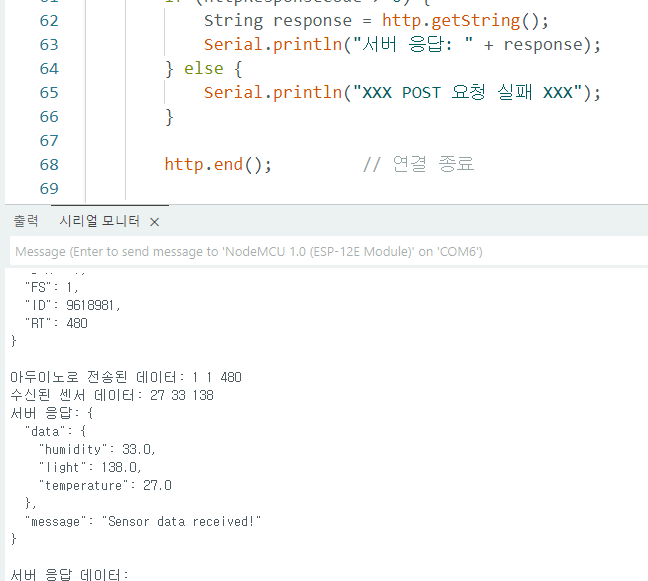 62 String response = http.getString();
63 Serial.println("서버 응답: " + response);
64 } else {
65 Serial.println("XXX POST 요청 실패 XXX");
66 }
67
68 http.end(); // 연결 종료
69
출력 시리얼 모니터 ×
Message (Enter to send message to 'NodeMCU 1.0 (ESP-12E Module)' on 'COM6')
"FS": 1,
"ID": 9618981,
"RT": 480
}
아두이노로 전송된 데이터: 1 1 480
수신된 센서 데이터: 27 33 138
서버 응답: {
"data": {
"humidity": 33.0,
"light": 138.0,
"temperature": 27.0
},
"message": "Sensor data received!"
}
서버 응답 데이터: